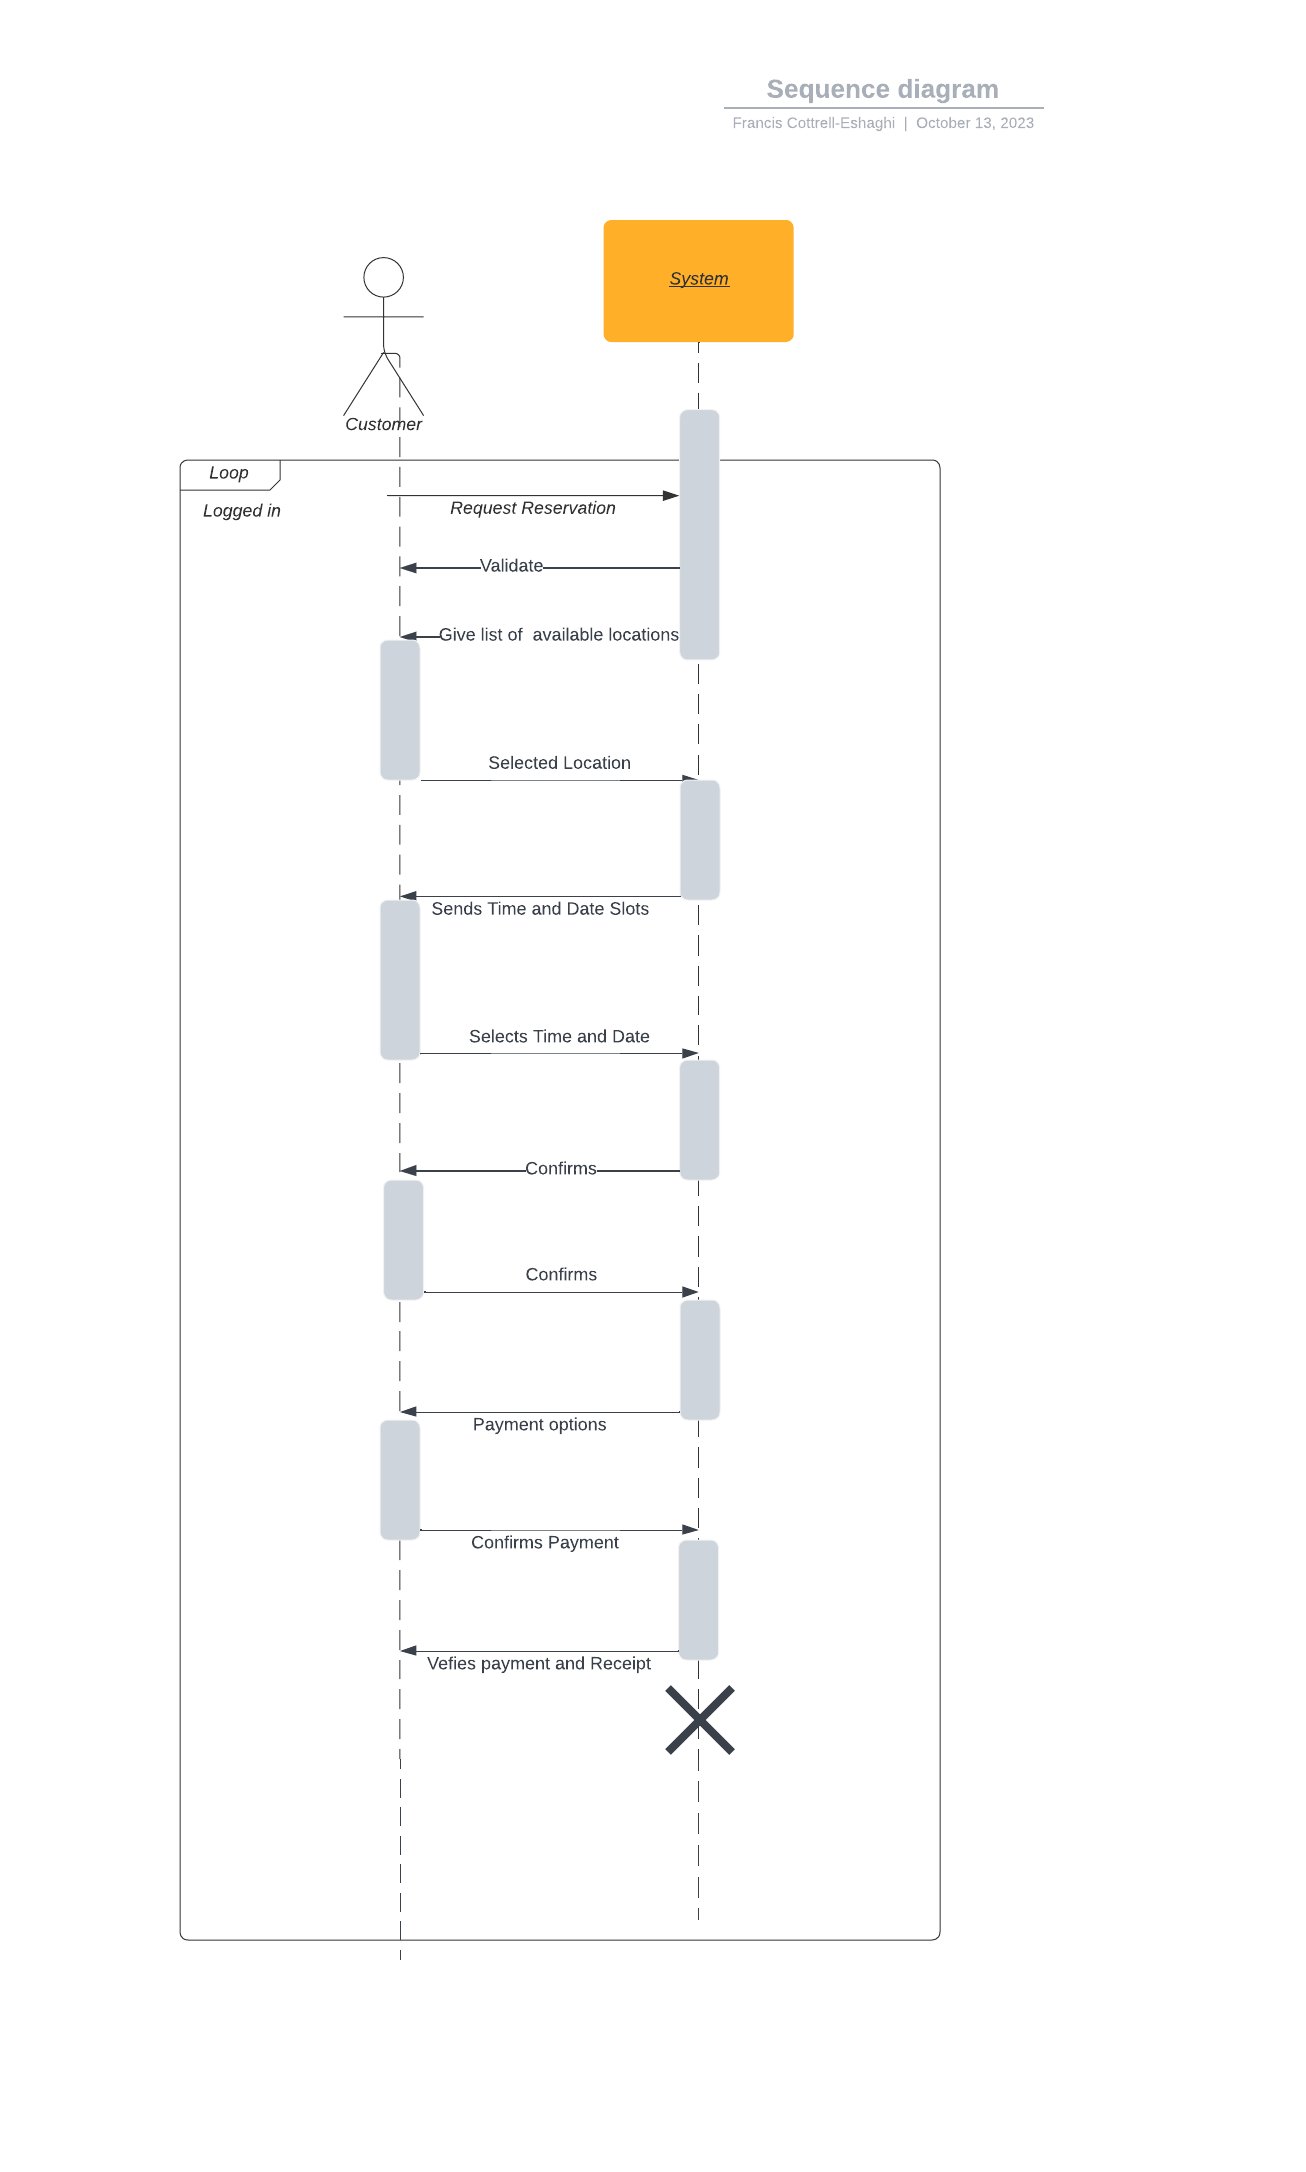 Sequence diagram
Francis Cottrell-Eshaghi | October 13, 2023
System
Customer
Loop
Logged in
Request Reservation
Validate
Give list of available locations
Selected Location
Sends Time and Date Slots
Selects Time and Date
Confirms
Confirms
Payment options
Confirms Payment
Vefies payment and Receipt